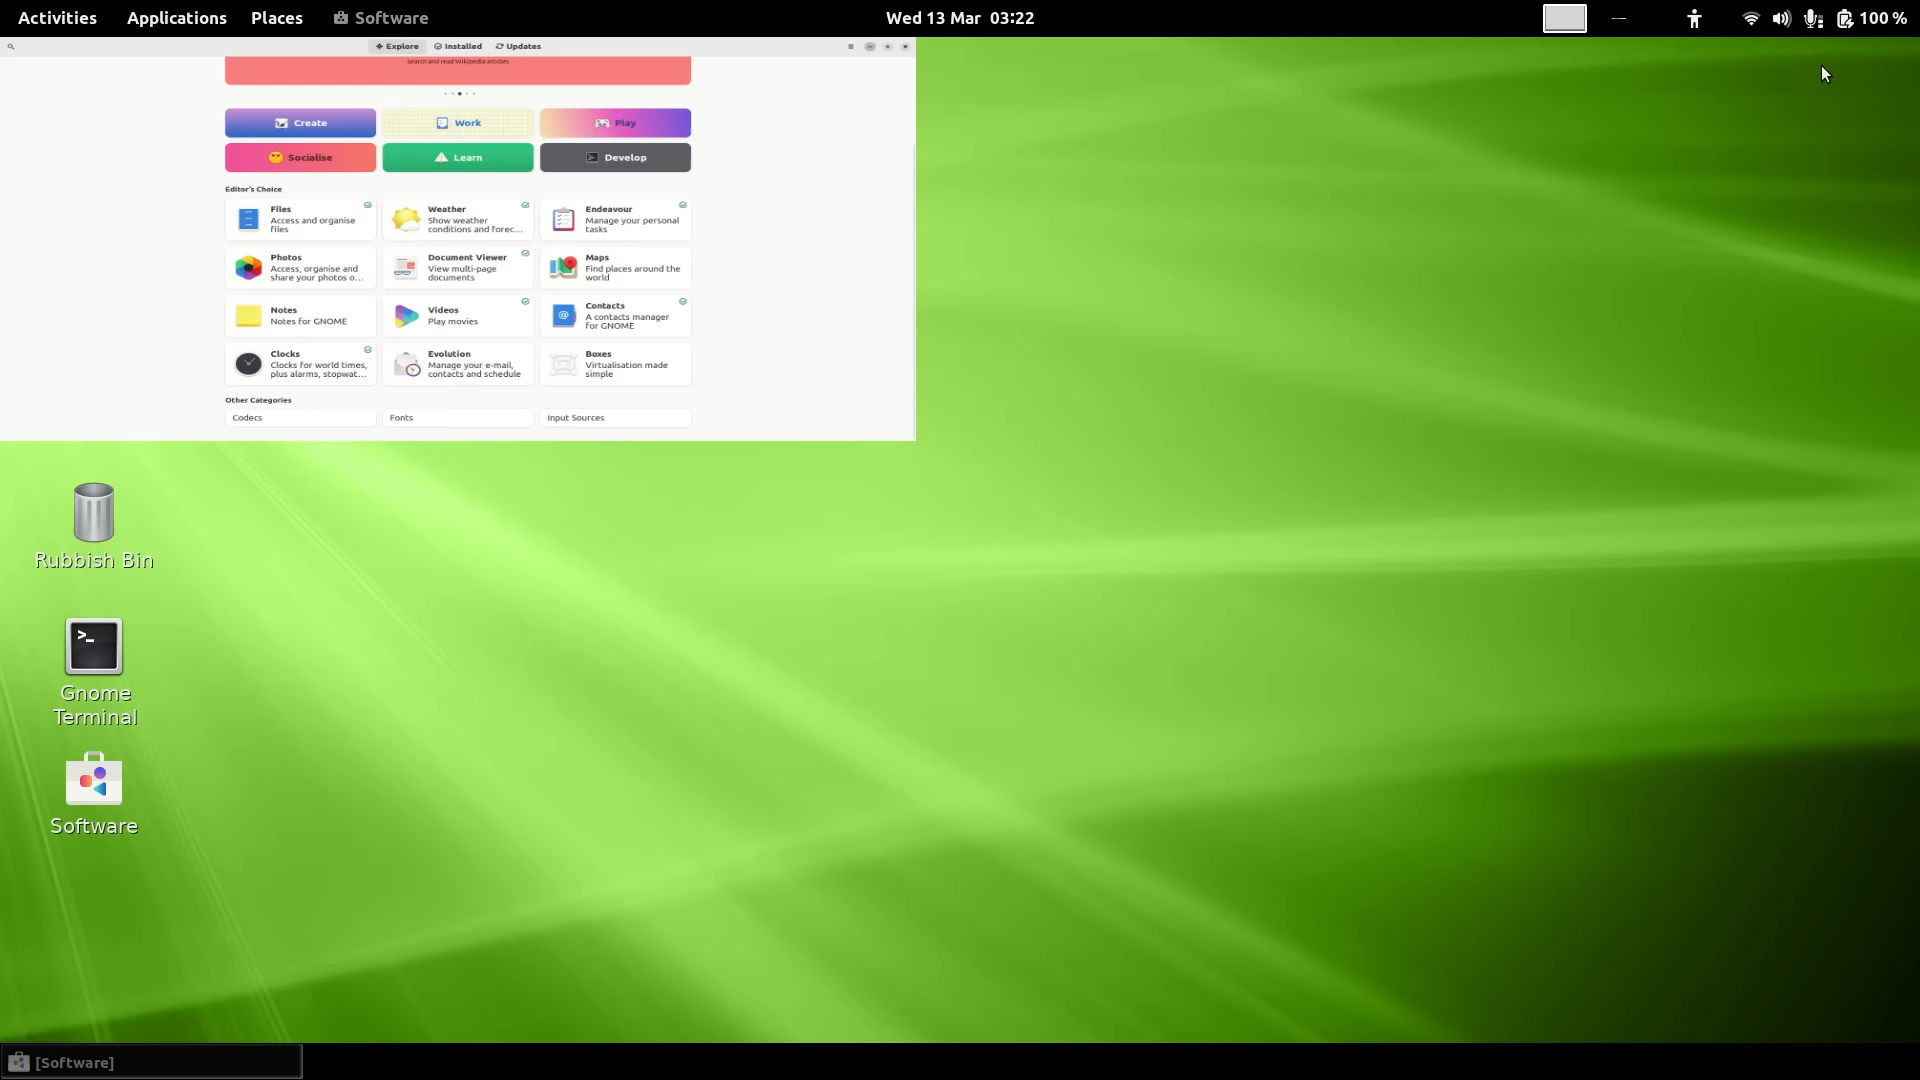 Activities Applications Places Software Wed 13 Mar 03:22 100 %
Explore Installed Updates
Search and read Wikipedia articles.
Create Work Play
Socialise Learn Develop
Editor's Choice
Files
Access and organise
files
Weather
Show weather
conditions and forec...
Endeavour
Manage your personal
tasks
Photos
Access, organise and
share your photos o...
Document Viewer
View multi-page
documents
Maps
Find places around the
world
Notes
Notes for GNOME
Videos
Play movies
Contacts
A contacts manager
for GNOME
Clocks
Clocks for world times,
plus alarms, stopwat...
Evolution
Manage your e-mail,
contacts and schedule
Boxes
Virtualisation made
simple
Other Categories
Codecs Fonts Input Sources
Rubbish Bin
>_
Gnome
Terminal
Software
[Software]